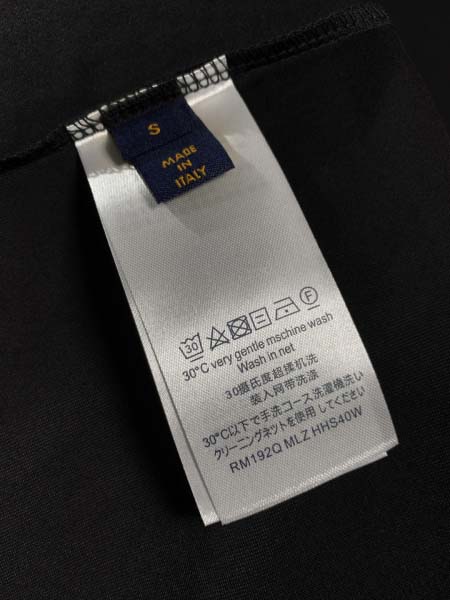 S
MADE
IN
ITALY
30
F
30°C very gentle mschine wash
Wash in net
30摄氏度超揉机洗
装入网带洗涤
30℃以下で手洗コース洗濯機洗い
クリーニングネットを使用してください
RM192Q MLZ HHS40W